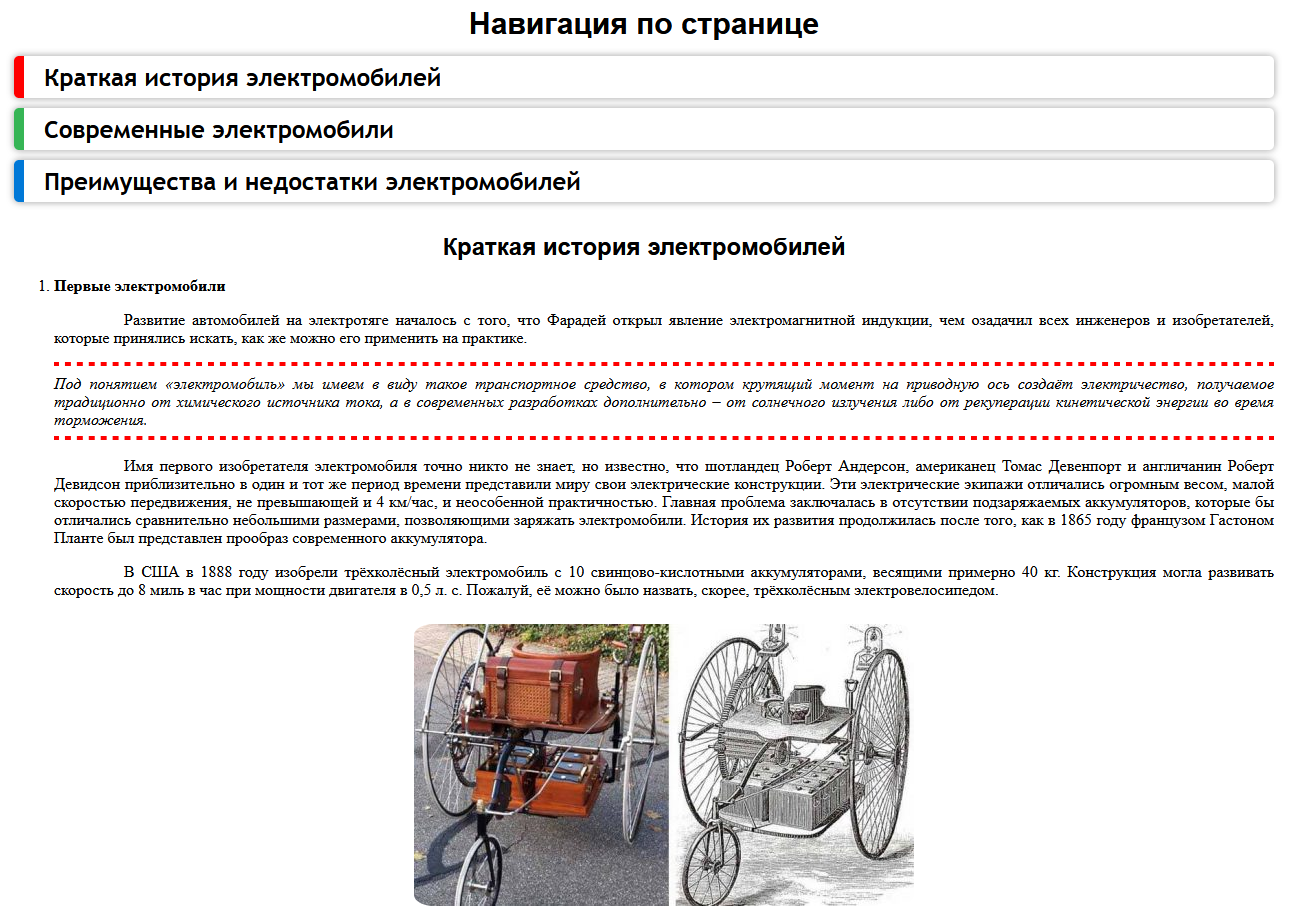 Навигация по странице
Краткая история электромобилей
Современные электромобили
Преимущества и недостатки электромобилей
Краткая история электромобилей
1. Первые электромобили
Развитие автомобилей на электротяге началось с того, что Фарадей открыл явление электромагнитной индукции, чем озадачил всех инженеров и изобретателей,
которые принялись искать, как же можно его применить на практике.
Под понятием «электромобиль» мы имеем в виду такое транспортное средство, в котором крутящий момент на приводную ось создаёт электричество, получаемое
традиционно от химического источника тока, а в современных разработках дополнительно – от солнечного излучения либо от рекуперации кинетической энергии во время
торможения.
Имя первого изобретателя электромобиля точно никто не знает, но известно, что шотландец Роберт Андерсон, американец Томас Девенпорт и англичанин Роберт
Девидсон приблизительно в один и тот же период времени представили миру свои электрические конструкции. Эти электрические экипажи отличались огромным весом, малой
скоростью передвижения, не превышающей и 4 км/час, и неособенной практичностью. Главная проблема заключалась в отсутствии подзаряжаемых аккумуляторов, которые бы
отличались сравнительно небольшими размерами, позволяющими заряжать электромобили. История их развития продолжилась после того, как в 1865 году французом Гастоном
Планте был представлен прообраз современного аккумулятора.
В США в 1888 году изобрели трёхколёсный электромобиль с 10 свинцово-кислотными аккумуляторами, весящими примерно 40 кг. Конструкция могла развивать
скорость до 8 миль в час при мощности двигателя в 0,5 л. с. Пожалуй, её можно было назвать, скорее, трёхколёсным электровелосипедом.